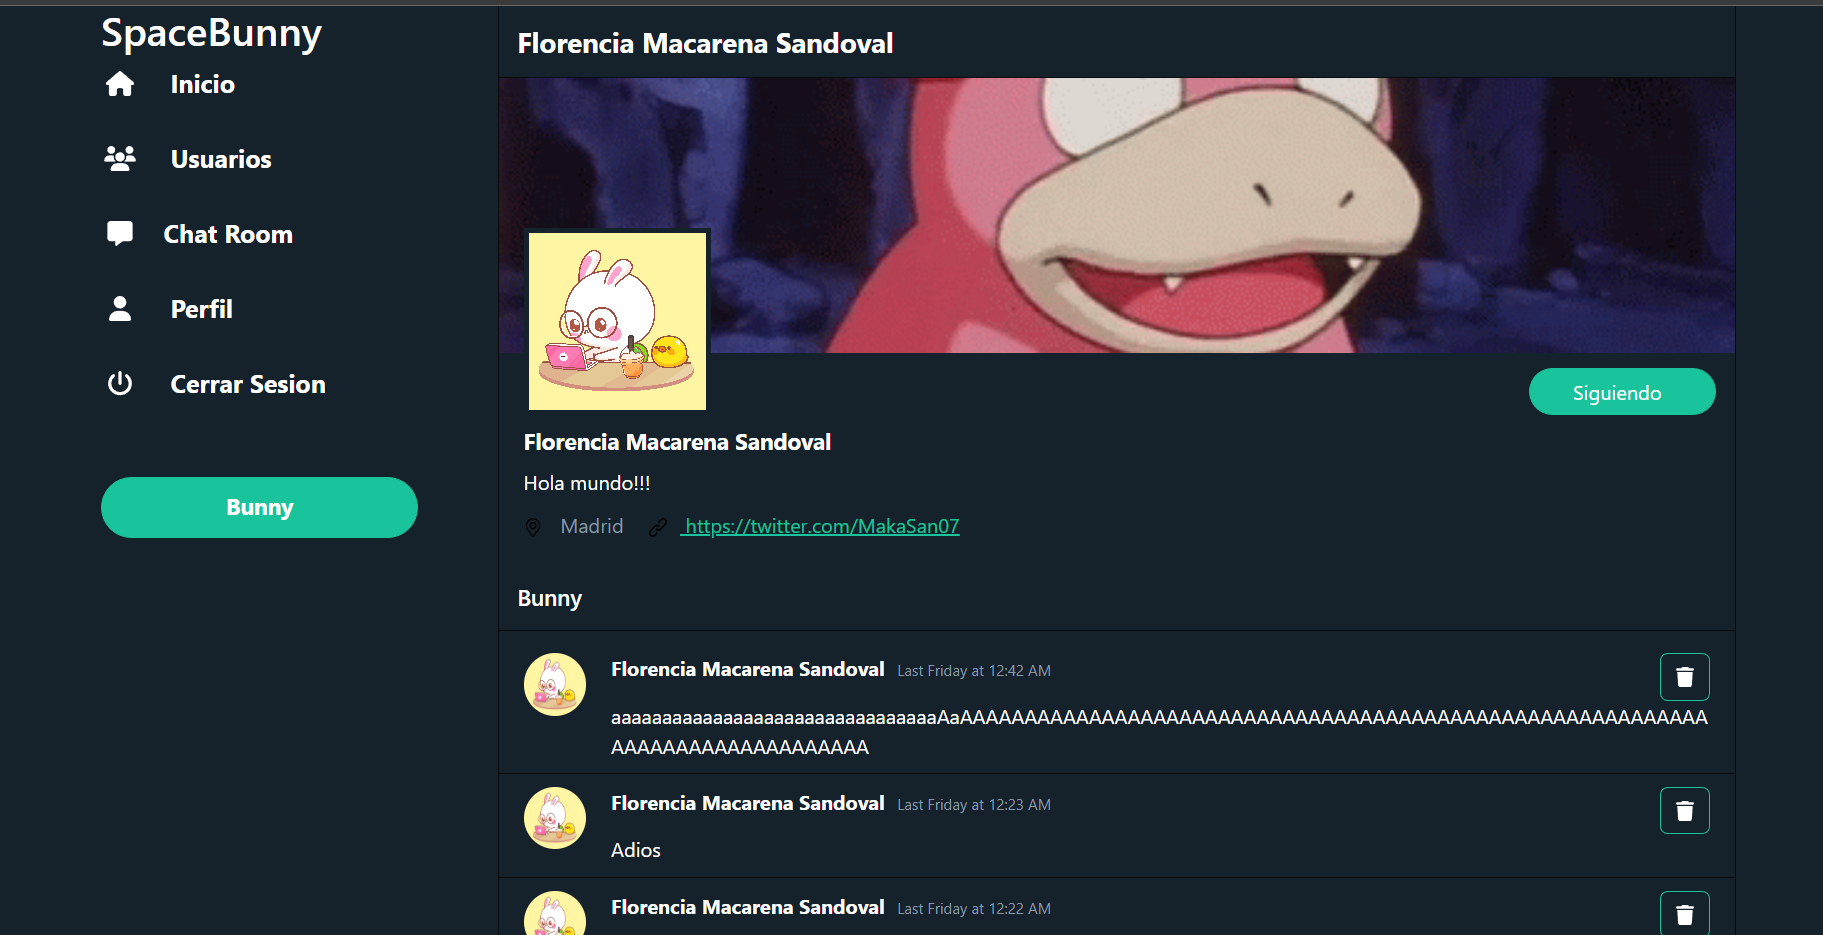 SpaceBunny
Inicio
Usuarios
Chat Room
Perfil
Cerrar Sesion
Bunny
Florencia Macarena Sandoval
Siguiendo
Florencia Macarena Sandoval
Hola mundo!!!
Madrid https://twitter.com/MakaSan07
Bunny
Florencia Macarena Sandoval Last Friday at 12:42 AM
aaaaaaaaaaaaaaaaaaaaaaaaaaaaaaaaAaAAAAAAAAAAAAAAAAAAAAAAAAAAAAAAAAAAAAAAAAAAAAAAAAAAAAAAAAAAAA
AAAAAAAAAAAAAAAAAAAA
Florencia Macarena Sandoval Last Friday at 12:23 AM
Adios
Florencia Macarena Sandoval Last Friday at 12:22 AM